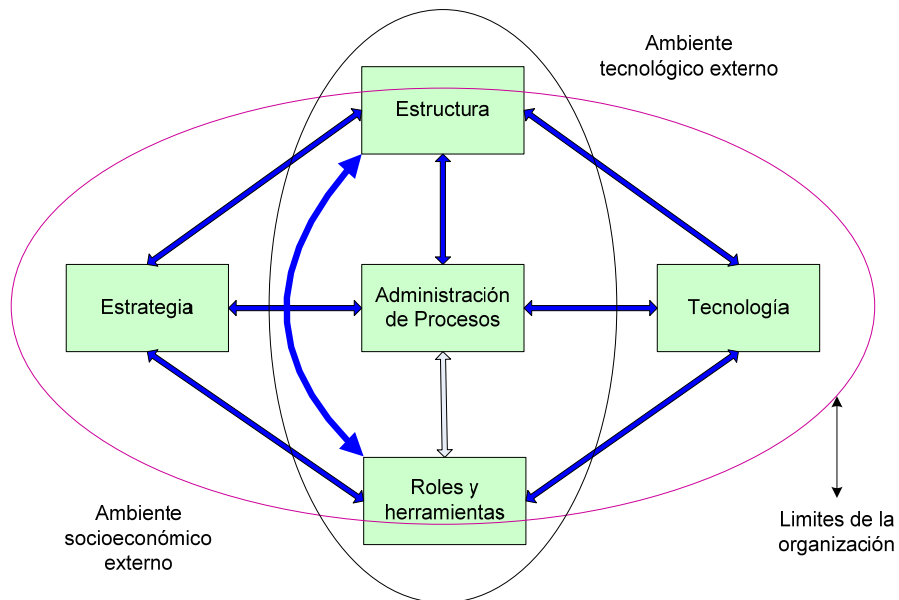 Ambiente
tecnológico externo
Estructura
Estrategia
Administración
de Procesos
Tecnología
Roles y
herramientas
Ambiente
socioeconómico
externo
Limites de la
organización